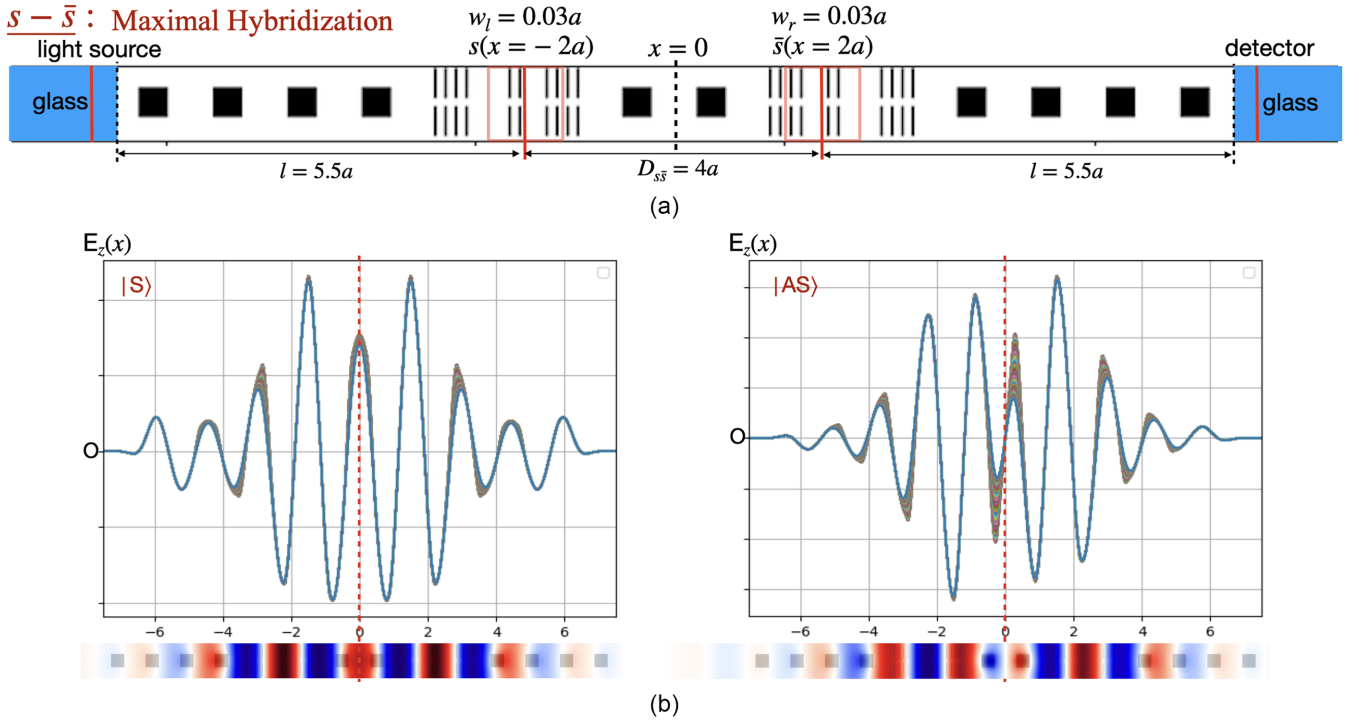 s − s̄ : Maximal Hybridization
light source
w_l = 0.03a
s(x = − 2a)
x = 0
w_r = 0.03a
s̄(x = 2a)
detector
glass
glass
l = 5.5a
D_{ss̄} = 4a
l = 5.5a
(a)
E_z(x)
|S⟩
O
−6 −4 −2 0 2 4 6
E_z(x)
|AS⟩
O
−6 −4 −2 0 2 4 6
(b)